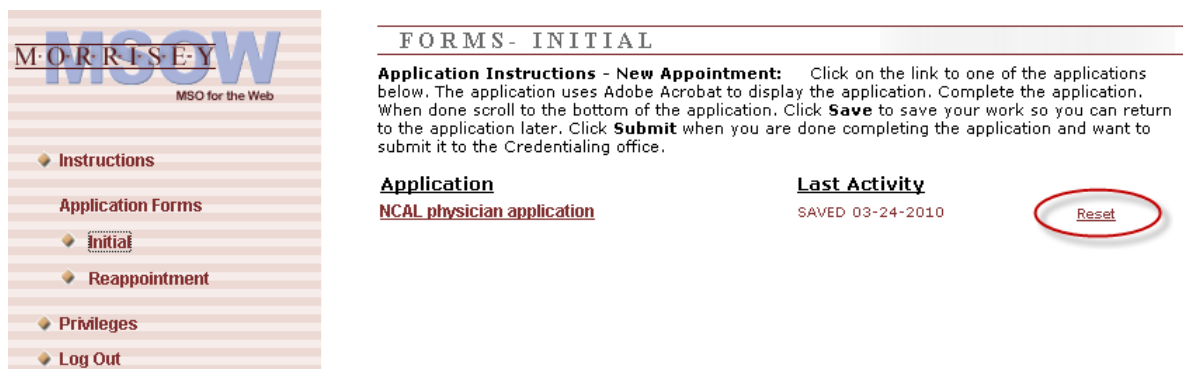 M·O·R·R·I·S·E·Y
MSOW
MSO for the Web
Instructions
Application Forms
Initial
Reappointment
Privileges
Log Out
FORMS- INITIAL
Application Instructions - New Appointment: Click on the link to one of the applications
below. The application uses Adobe Acrobat to display the application. Complete the application.
When done scroll to the bottom of the application. Click Save to save your work so you can return
to the application later. Click Submit when you are done completing the application and want to
submit it to the Credentialing office.
Application Last Activity
NCAL physician application SAVED 03-24-2010 Reset